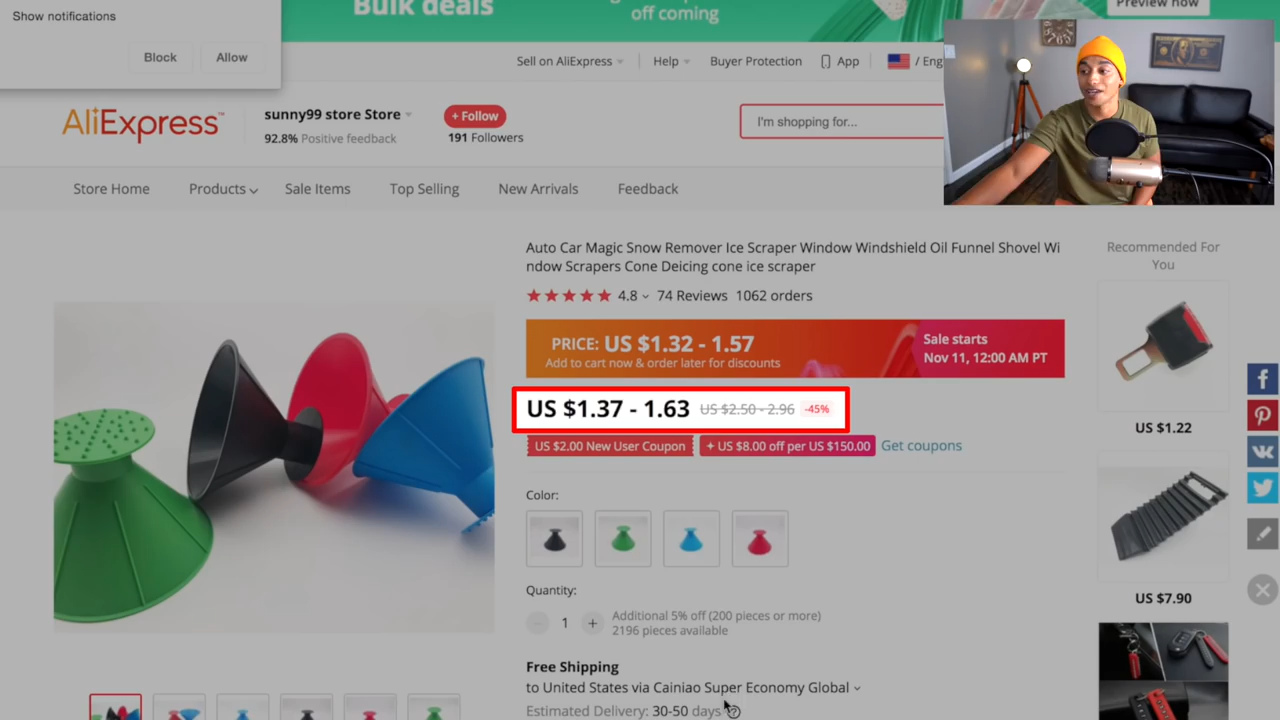 Show notifications
Block
Allow
Bulk deals
off coming
Preview now
Sell on AliExpress
Help
Buyer Protection
App
/ Eng
AliExpress™
sunny99 store Store
92.8% Positive feedback
+ Follow
191 Followers
I'm shopping for...
Store Home
Products
Sale Items
Top Selling
New Arrivals
Feedback
Auto Car Magic Snow Remover Ice Scraper Window Windshield Oil Funnel Shovel Wi
ndow Scrapers Cone Deicing cone ice scraper
4.8
74 Reviews
1062 orders
PRICE: US $1.32 - 1.57
Add to cart now & order later for discounts
Sale starts
Nov 11, 12:00 AM PT
US $1.37 - 1.63 US $2.50 - 2.96 -45%
US $2.00 New User Coupon
+ US $8.00 off per US $150.00
Get coupons
Color:
Quantity:
1 +
Additional 5% off (200 pieces or more)
2196 pieces available
Free Shipping
to United States via Cainiao Super Economy Global
Estimated Delivery: 30-50 days
Recommended For
You
US $1.22
US $7.90